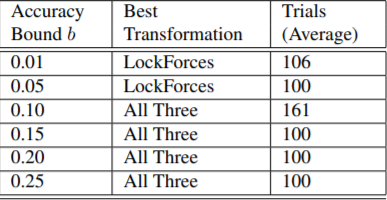 Accuracy Bound b Best Transformation Trials (Average)
0.01 LockForces 106
0.05 LockForces 100
0.10 All Three 161
0.15 All Three 100
0.20 All Three 100
0.25 All Three 100